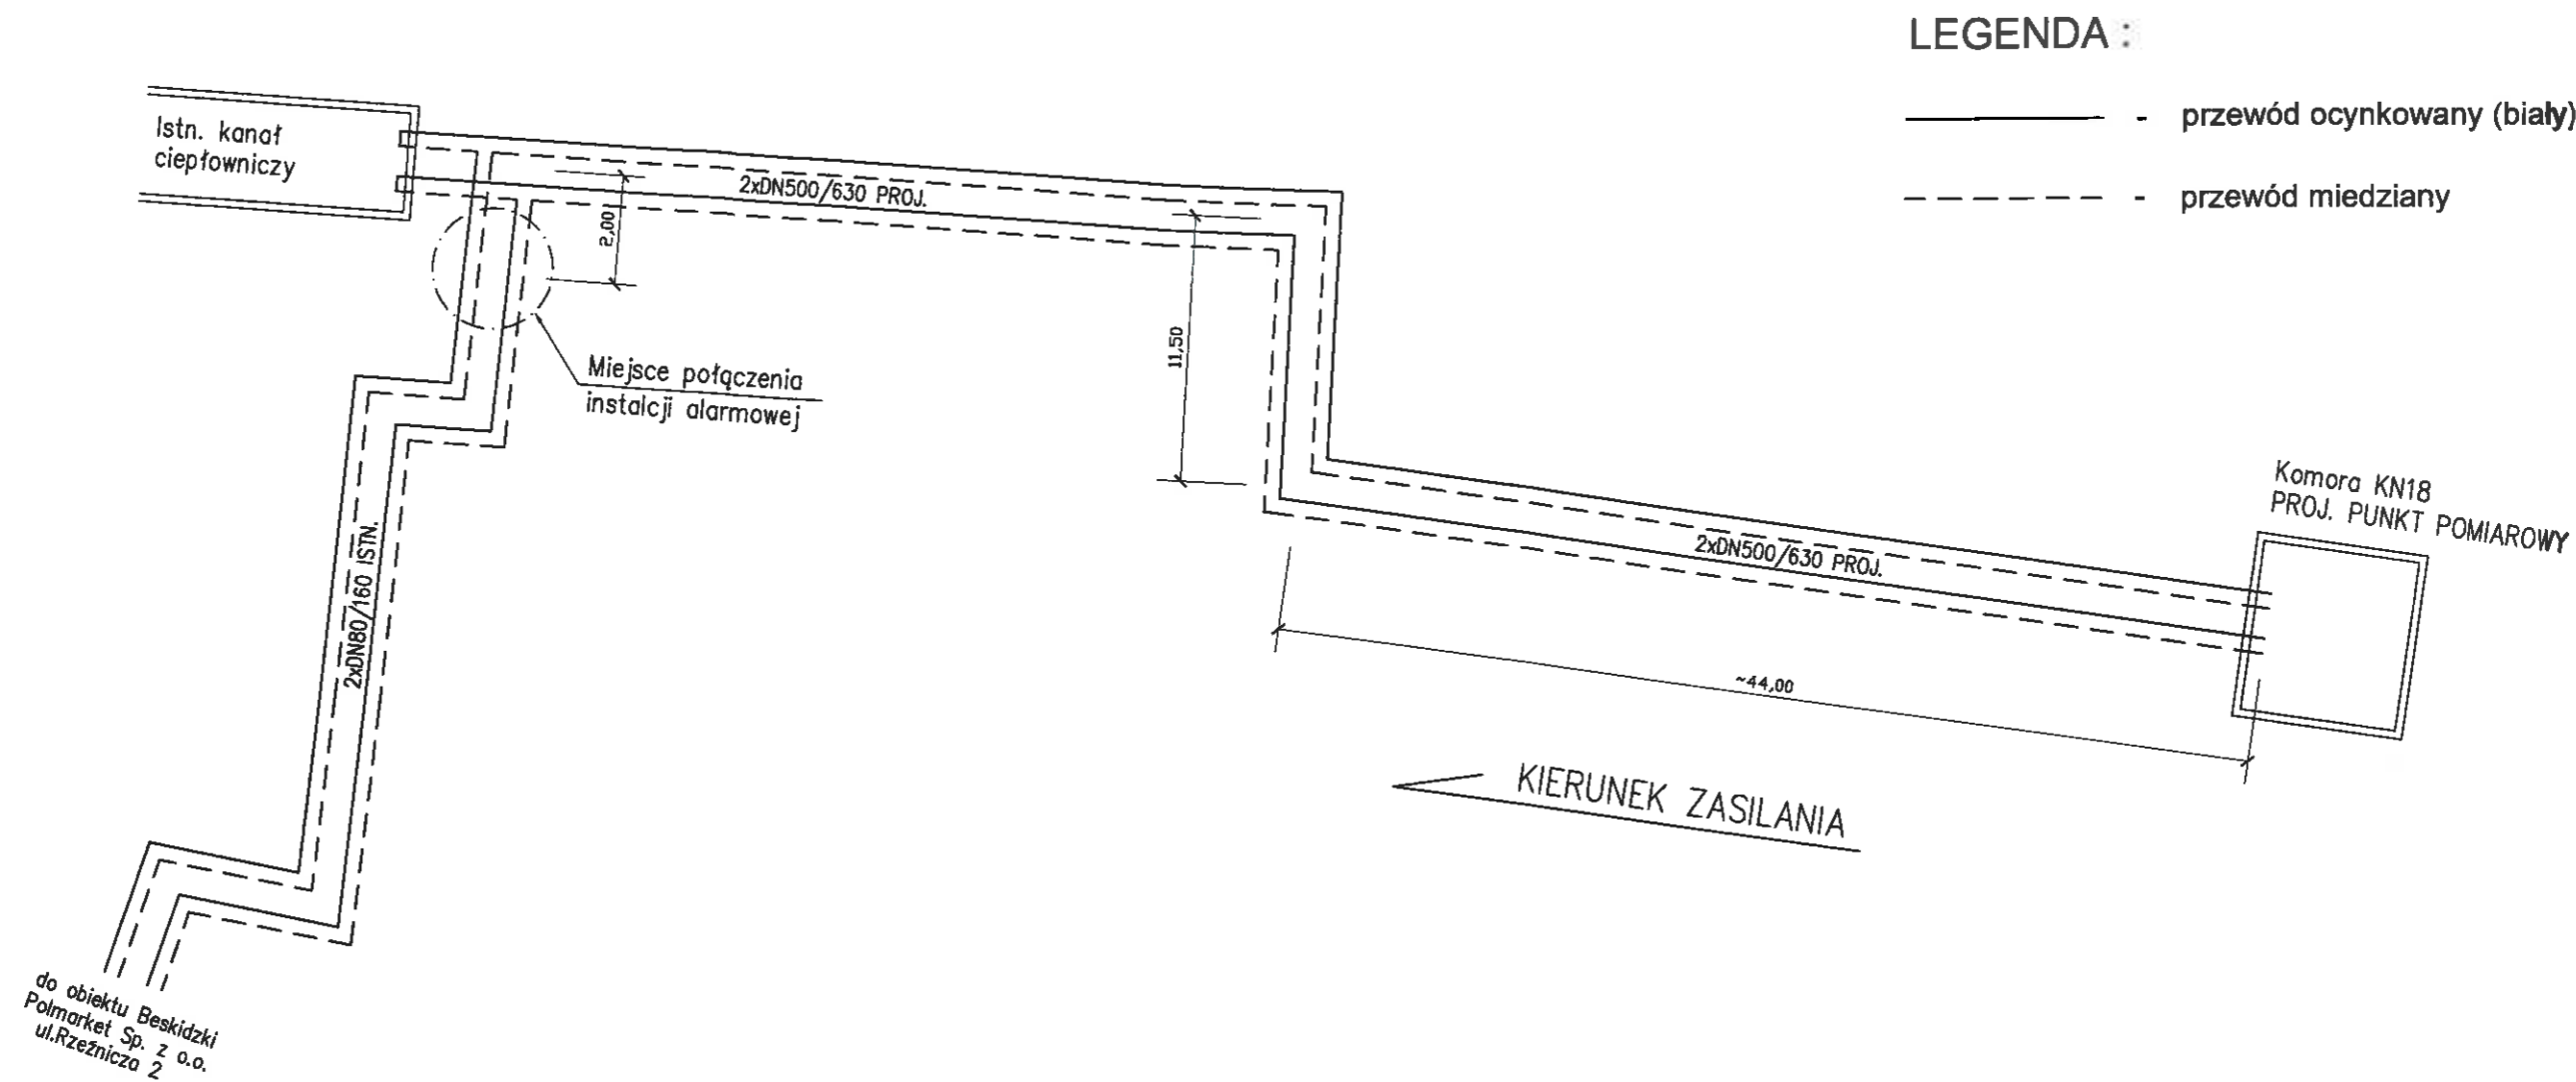 LEGENDA :
- przewód ocynkowany (biały)
- przewód miedziany
Istn. kanał
ciepłowniczy
2xDN500/630 PROJ.
2,00
11,50
Miejsce połączenia
instalcji alarmowej
Komora KN18
PROJ. PUNKT POMIAROWY
2xDN500/630 PROJ.
~44,00
2xDN80/160 ISTN.
KIERUNEK ZASILANIA
do obiektu Beskidzki
Polmarket Sp. z o.o.
ul.Rzeźnicza 2